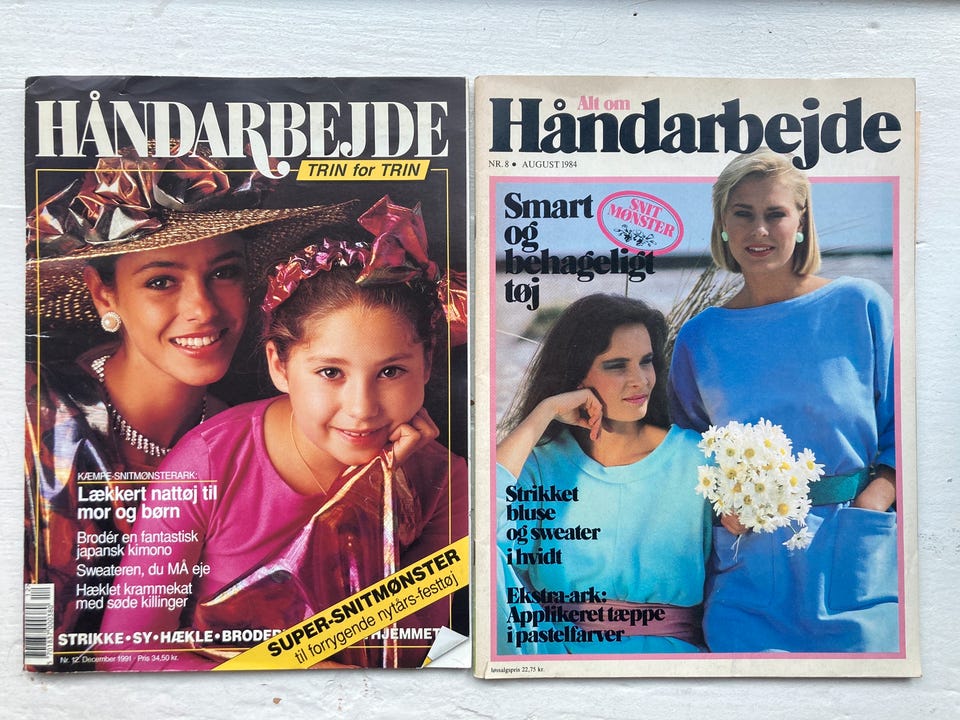 HÅNDARBEJDE
TRIN for TRIN
KÆMPE-SNITMØNSTERARK:
Lækkert nattøj til
mor og børn
Brodér en fantastisk
japansk kimono
Sweateren, du MÅ eje
Hæklet krammekat
med søde killinger
SUPER-SNITMØNSTER
til forrygende nytårs-festtøj
STRIKKE • SY • HÆKLE • BRODER
HJEMMET
Nr. 12. December 1991 · Pris 34,50 kr.
Alt om
Håndarbejde
NR. 8 • AUGUST 1984
Smart
og
behageligt
tøj
SNIT
MØNSTER
Strikket
bluse
og sweater
i hvidt
Ekstra-ark:
Applikeret tæppe
i pastelfarver
løssalgspris 22,75 kr.